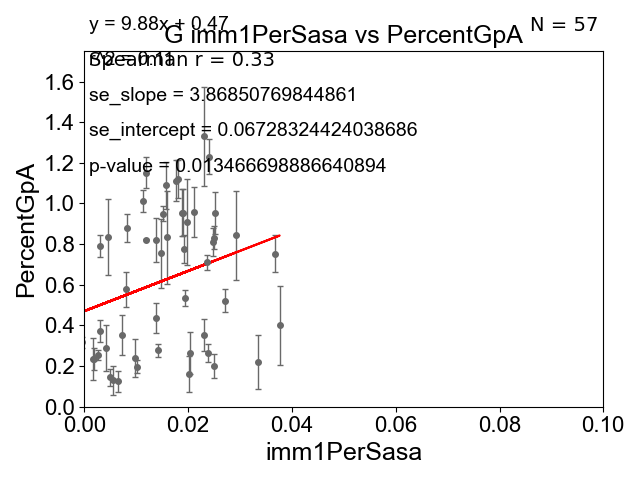 y = 9.88x + 0.47
N = 57
G imm1PerSasa vs PercentGpA
Spearman r = 0.33
se_slope = 3.86850769844861
se_intercept = 0.06728324424038686
p-value = 0.013466698886640894
PercentGpA
1.6
1.4
1.2
1.0
0.8
0.6
0.4
0.2
0.0
0.00 0.02 0.04 0.06 0.08 0.10
imm1PerSasa